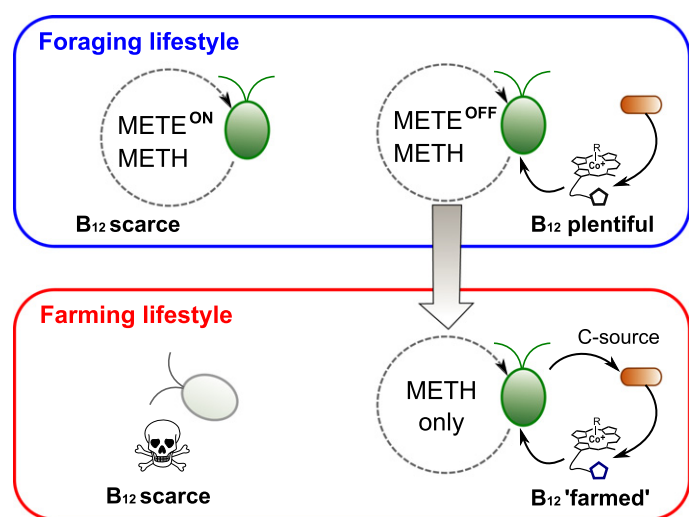 Foraging lifestyle
METE ON
METH
B12 scarce
METE OFF
METH
R
Co+
B12 plentiful
Farming lifestyle
B12 scarce
METH
only
C-source
R
Co+
B12 'farmed'